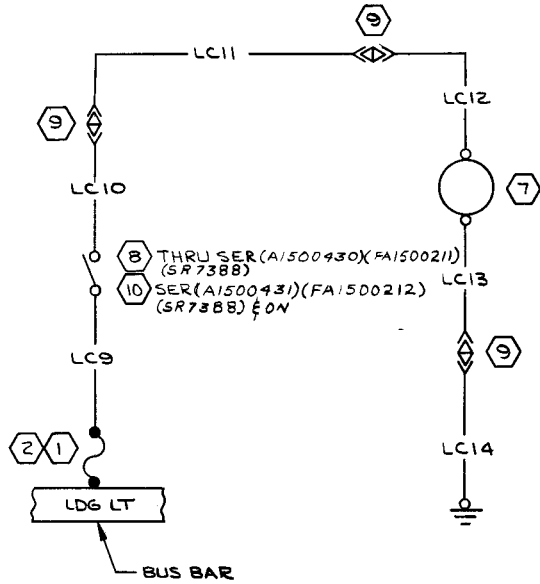 LC11
9
LC12
9
LC10
7
8 THRU SER (A1500430)(FA1500211)
(SR7388)
10 SER(A1500431)(FA1500212)
(SR7388) & ON
LC13
LC9
9
2 1
LC14
LDG LT
BUS BAR